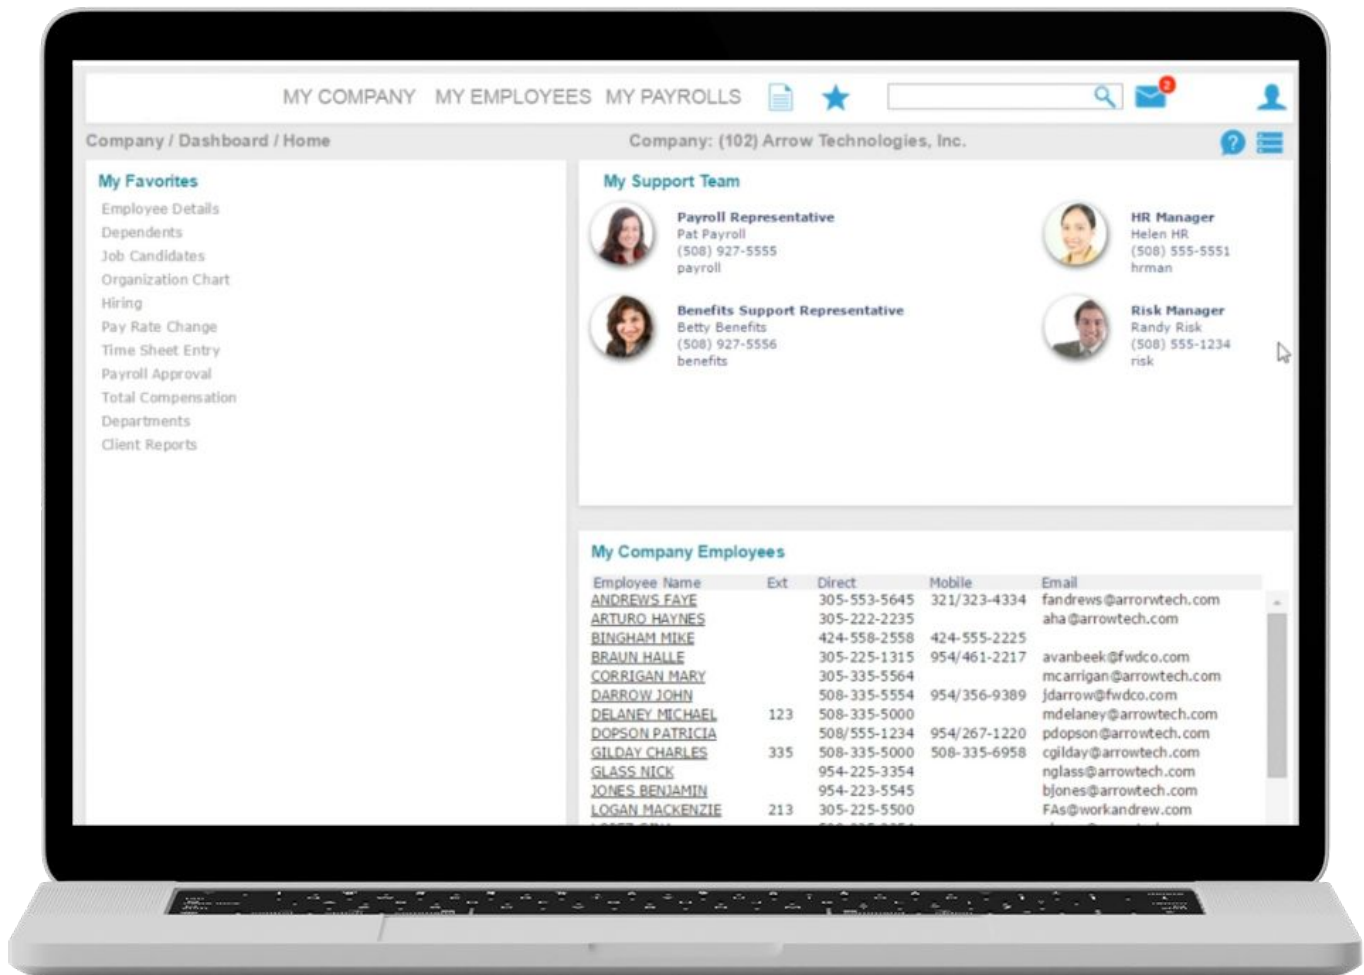 MY COMPANY MY EMPLOYEES MY PAYROLLS 2
Company / Dashboard / Home Company: (102) Arrow Technologies, Inc. ?
My Favorites
Employee Details
Dependents
Job Candidates
Organization Chart
Hiring
Pay Rate Change
Time Sheet Entry
Payroll Approval
Total Compensation
Departments
Client Reports
My Support Team
Payroll Representative
Pat Payroll
(508) 927-5555
payroll
HR Manager
Helen HR
(508) 555-5551
hrman
Benefits Support Representative
Betty Benefits
(508) 927-5556
benefits
Risk Manager
Randy Risk
(508) 555-1234
risk
My Company Employees
Employee Name Ext Direct Mobile Email
ANDREWS FAYE 305-553-5645 321/323-4334 fandrews@arrorwtech.com
ARTURO HAYNES 305-222-2235 aha@arrowtech.com
BINGHAM MIKE 424-558-2558 424-555-2225
BRAUN HALLE 305-225-1315 954/461-2217 avanbeek@fwdco.com
CORRIGAN MARY 305-335-5564 mcarrigan@arrowtech.com
DARROW JOHN 508-335-5554 954/356-9389 jdarrow@fwdco.com
DELANEY MICHAEL 123 508-335-5000 mdelaney@arrowtech.com
DOPSON PATRICIA 508/555-1234 954/267-1220 pdopson@arrowtech.com
GILDAY CHARLES 335 508-335-5000 508-335-6958 cgilday@arrowtech.com
GLASS NICK 954-225-3354 nglass@arrowtech.com
JONES BENJAMIN 954-223-5545 bjones@arrowtech.com
LOGAN MACKENZIE 213 305-225-5500 FAs@workandrew.com